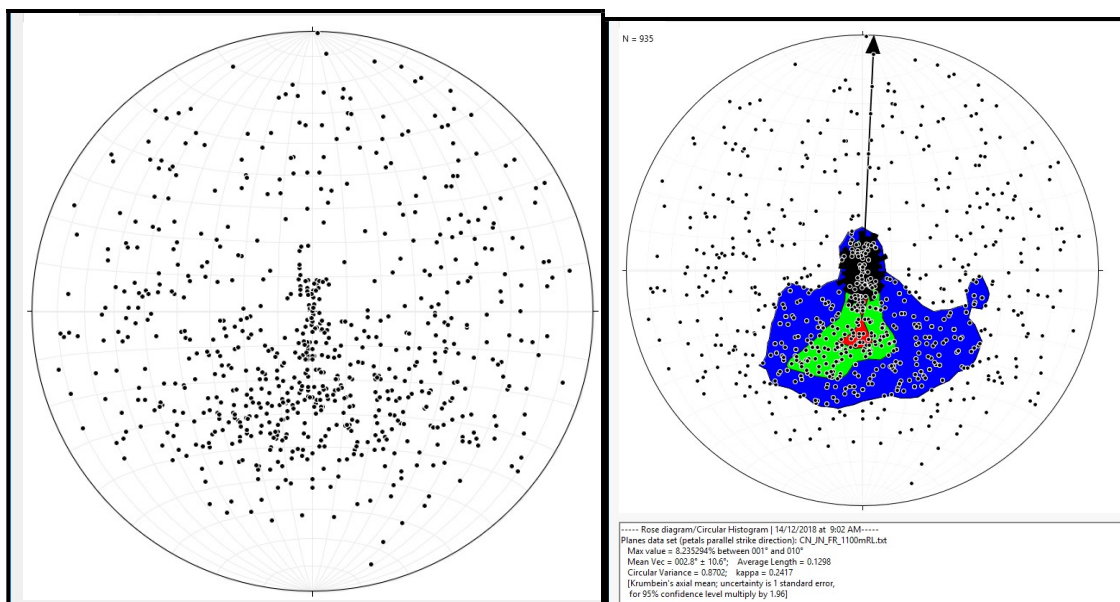 N = 935
----- Rose diagram/Circular Histogram | 14/12/2018 at 9:02 AM-----
Planes data set (petals parallel strike direction): CN_JN_FR_1100mRL.txt
Max value = 8.235294% between 001° and 010°
Mean Vec = 002.8° ± 10.6°; Average Length = 0.1298
Circular Variance = 0.8702; kappa = 0.2417
[Krumbein's axial mean; uncertainty is 1 standard error,
for 95% confidence level multiply by 1.96]